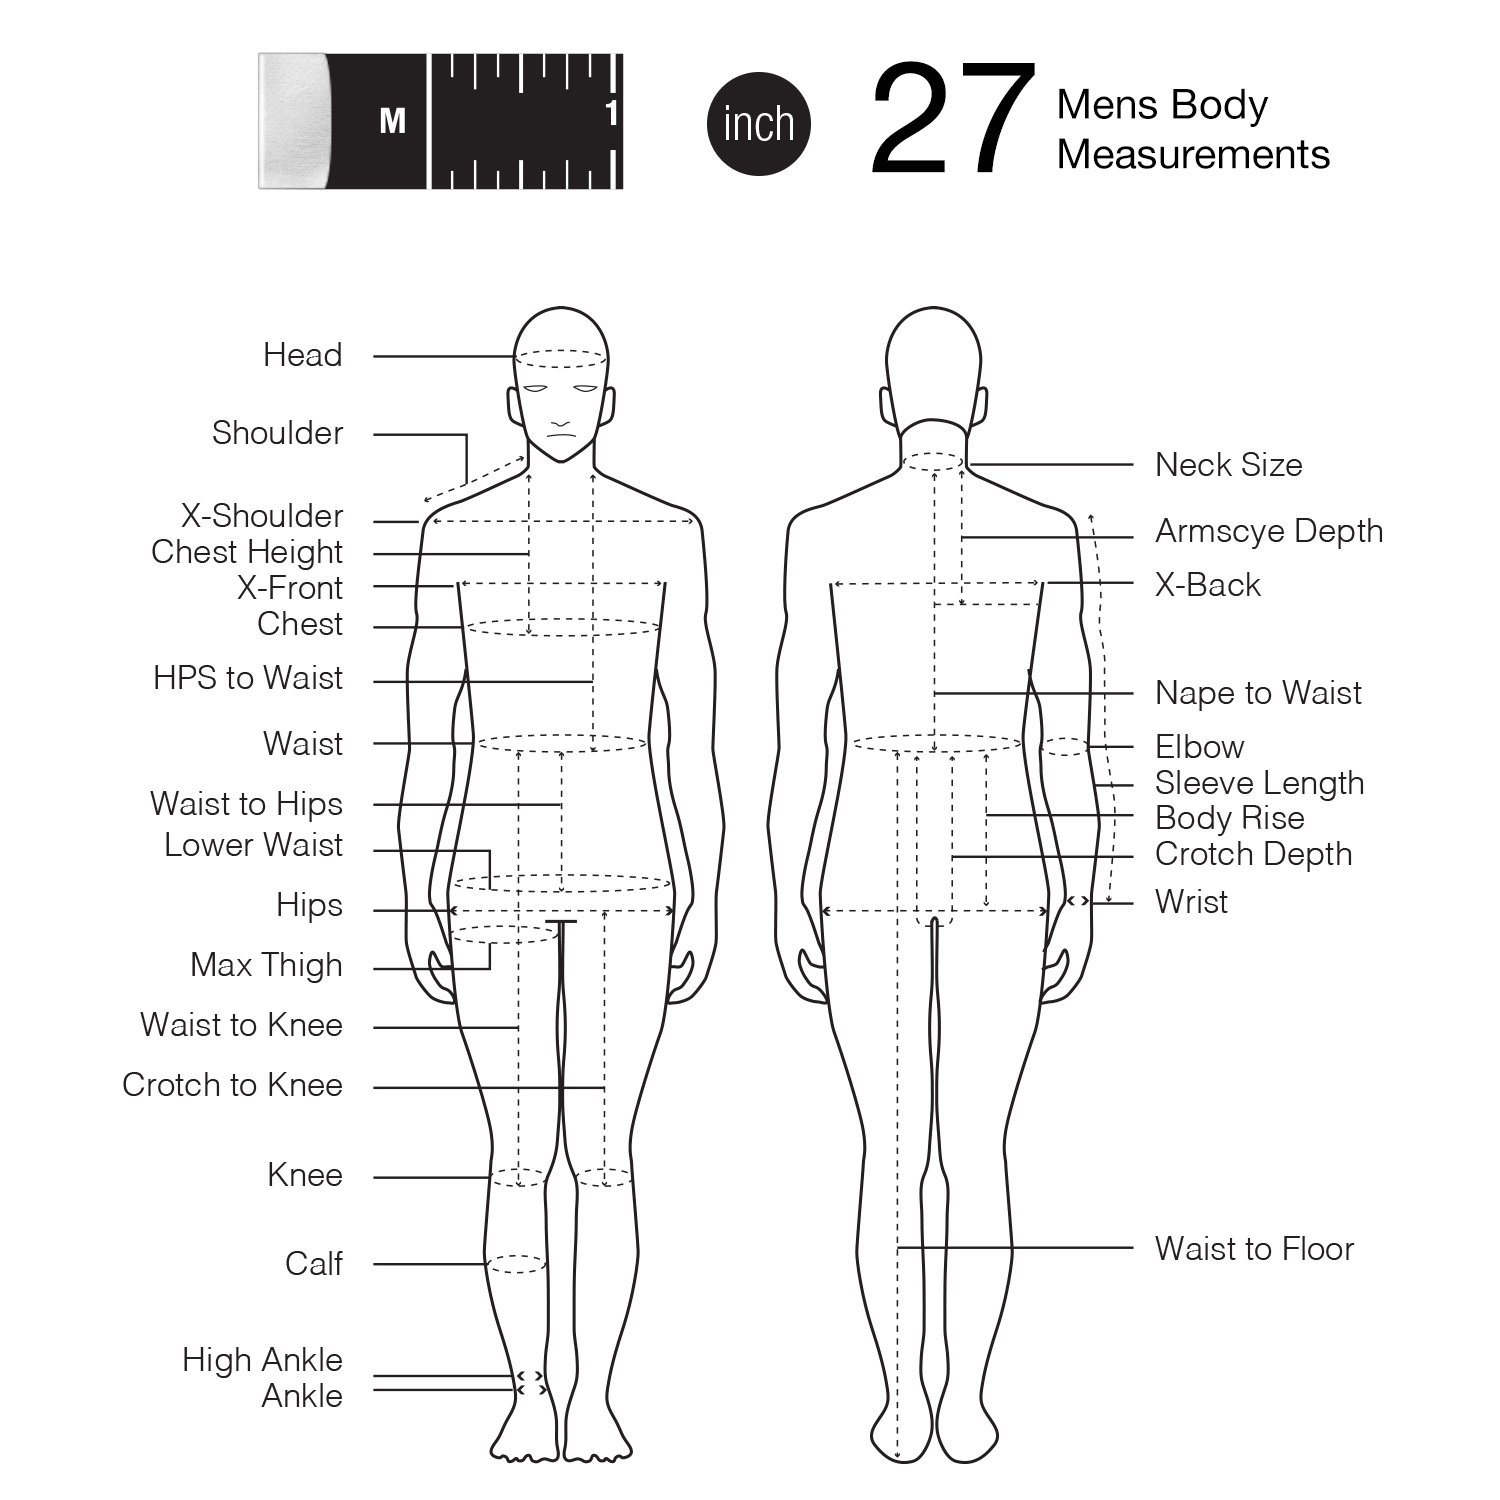 M
1
inch
27
Mens Body
Measurements
Head
Shoulder
X-Shoulder
Chest Height
X-Front
Chest
HPS to Waist
Waist
Waist to Hips
Lower Waist
Hips
Max Thigh
Waist to Knee
Crotch to Knee
Knee
Calf
High Ankle
Ankle
Neck Size
Armscye Depth
X-Back
Nape to Waist
Elbow
Sleeve Length
Body Rise
Crotch Depth
Wrist
Waist to Floor